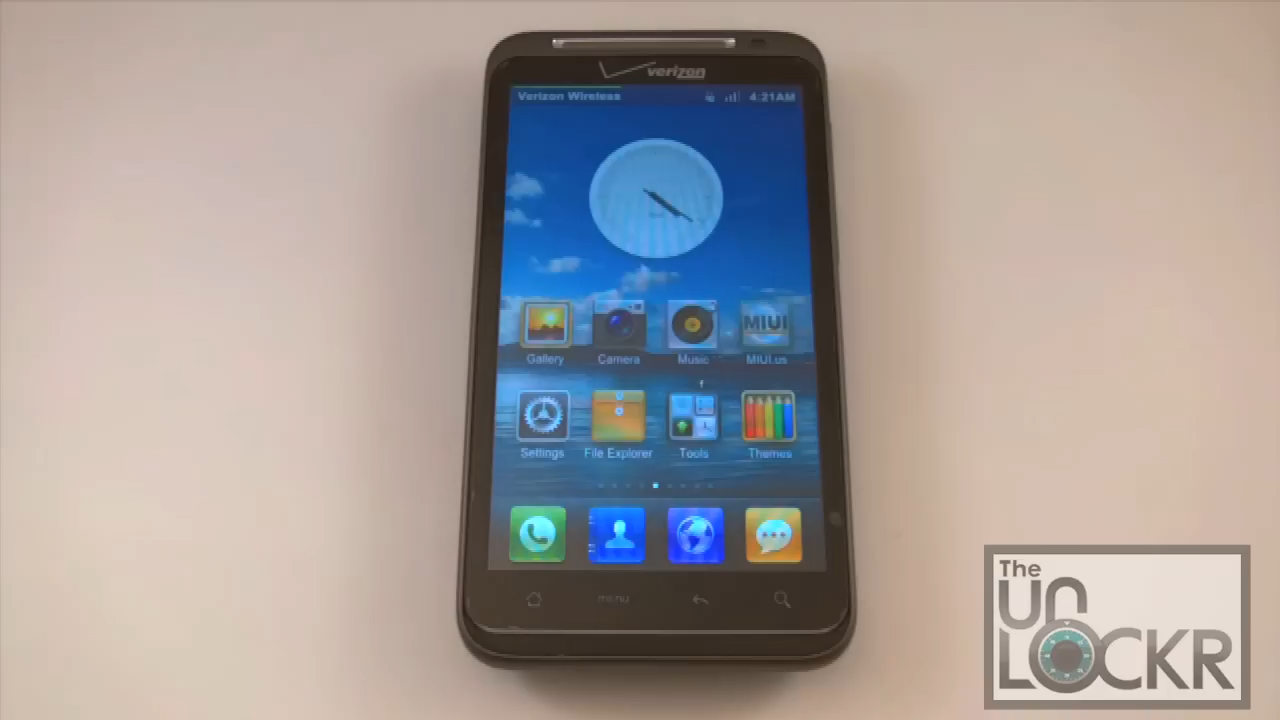 verizon
Verizon Wireless 4:21AM
Gallery Camera Music MIUI.us
MIUI
Settings File Explorer Tools Themes
menu
The
UN
LOCKR